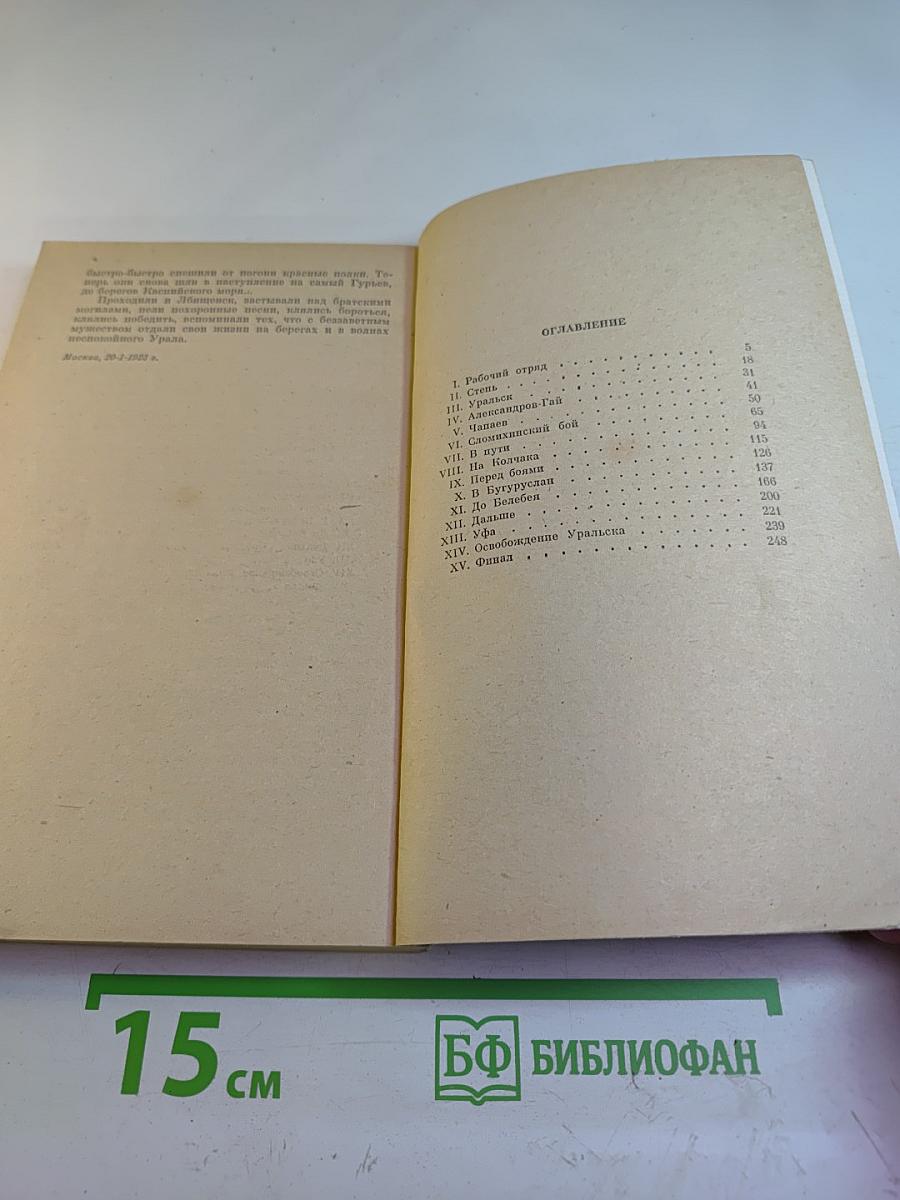 быстро-быстро спешили от погони красные полки. Те-
перь они снова шли в наступление на самый Гурьев,
до берегов Каспийского моря...
Проходили и Лбищенск, застывали над братскими
могилами, пели похоронные песни, клялись бороться,
клялись победить, вспоминали тех, что с беззаветным
мужеством отдали свои жизни на берегах и в волнах
неспокойного Урала.
Москва, 20-1-1923 г.
ОГЛАВЛЕНИЕ
I. Рабочий отряд . . . . . . . . . 5
II. Степь . . . . . . . . . . . 18
III. Уральск . . . . . . . . . . 31
IV. Александров-Гай . . . . . . . . 41
V. Чапаев . . . . . . . . . . 50
VI. Сломихинский бой . . . . . . . 65
VII. В пути . . . . . . . . . . 94
VIII. На Колчака . . . . . . . . . 115
IX. Перед боями . . . . . . . . . 126
X. В Бугуруслан . . . . . . . . . 137
XI. До Белебея . . . . . . . . . 166
XII. Дальше . . . . . . . . . . 200
XIII. Уфа . . . . . . . . . . . 221
XIV. Освобождение Уральска . . . . . . 239
XV. Финал . . . . . . . . . . . 248
15 см
БФ БИБЛИОФАН